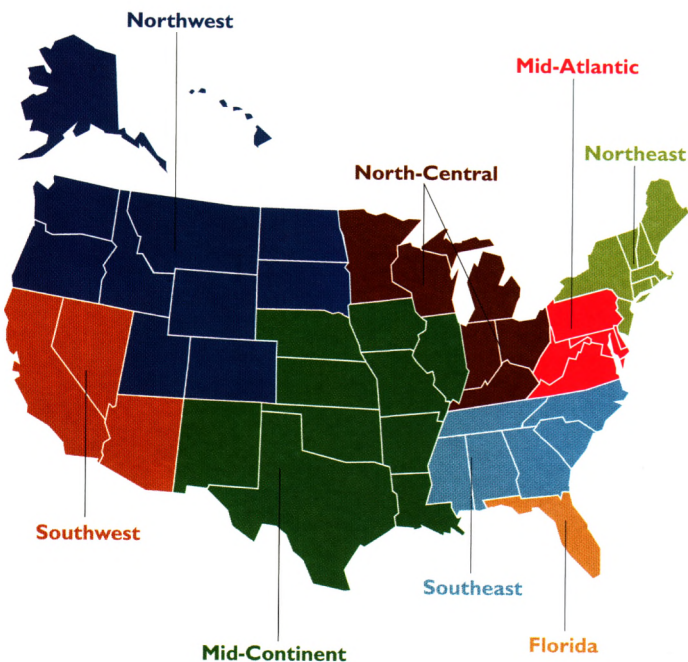 Northwest
Mid-Atlantic
Northeast
North-Central
Southwest
Southeast
Florida
Mid-Continent